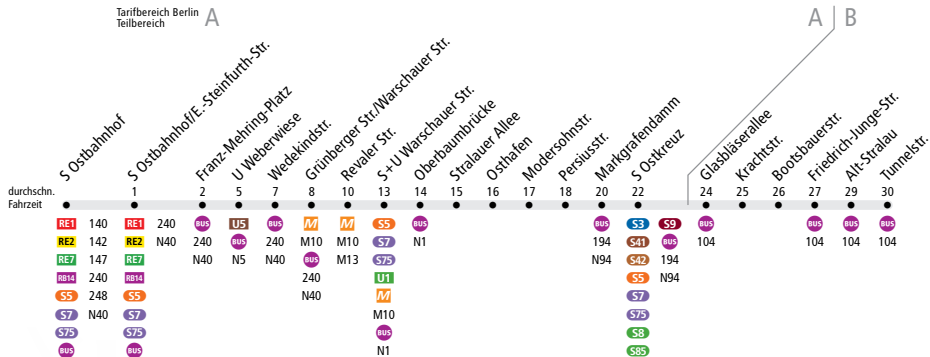 Tarifbereich Berlin
Teilbereich
A
A
B
S Ostbahnhof
S Ostbahnhof/E.-Steinfurth-Str.
Franz-Mehring-Platz
U Weberwiese
Wedekindstr.
Grünberger Str./Warschauer Str.
Revaler Str.
S+U Warschauer Str.
Oberbaumbrücke
Stralauer Allee
Osthafen
Modersohnstr.
Persiusstr.
Markgrafendamm
S Ostkreuz
Glasbläserallee
Krachtstr.
Bootsbauerstr.
Friedrich-Junge-Str.
Alt-Stralau
Tunnelstr.
durchschn.
Fahrzeit
1 2 5 7 8 10 13 14 15 16 17 18 20 22 24 25 26 27 29 30
RE1 140 RE1 240 BUS U5 BUS M M S5 BUS BUS S3 S9 BUS BUS BUS BUS
RE2 142 RE2 N40 240 BUS 240 M10 M10 S7 N1 194 S41 BUS 104 104 104 104
RE7 147 RE7 N40 N5 N40 BUS M13 S75 N94 S42 194
RB14 240 RB14 240 U1 S5 N94
S5 248 S5 N40 M S7
S7 N40 S7 M10 S75
S75 S75 BUS S8
BUS BUS N1 S85